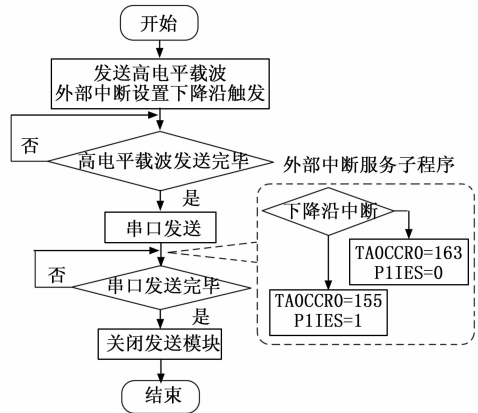 开始
发送高电平载波
外部中断设置下降沿触发
否
高电平载波发送完毕
是
外部中断服务子程序
串口发送
下降沿中断
TA0CCR0=163
P1IES=0
否
串口发送完毕
TA0CCR0=155
P1IES=1
是
关闭发送模块
结束